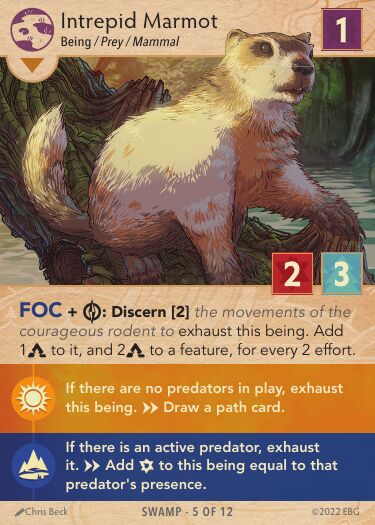 Intrepid Marmot
1
Being / Prey / Mammal
2 3
FOC + : Discern [2] the movements of the
courageous rodent to exhaust this being. Add
1 to it, and 2 to a feature, for every 2 effort.
If there are no predators in play, exhaust
this being. Draw a path card.
If there is an active predator, exhaust
it. Add to this being equal to that
predator's presence.
Chris Beck
SWAMP - 5 OF 12
©2022 EBG